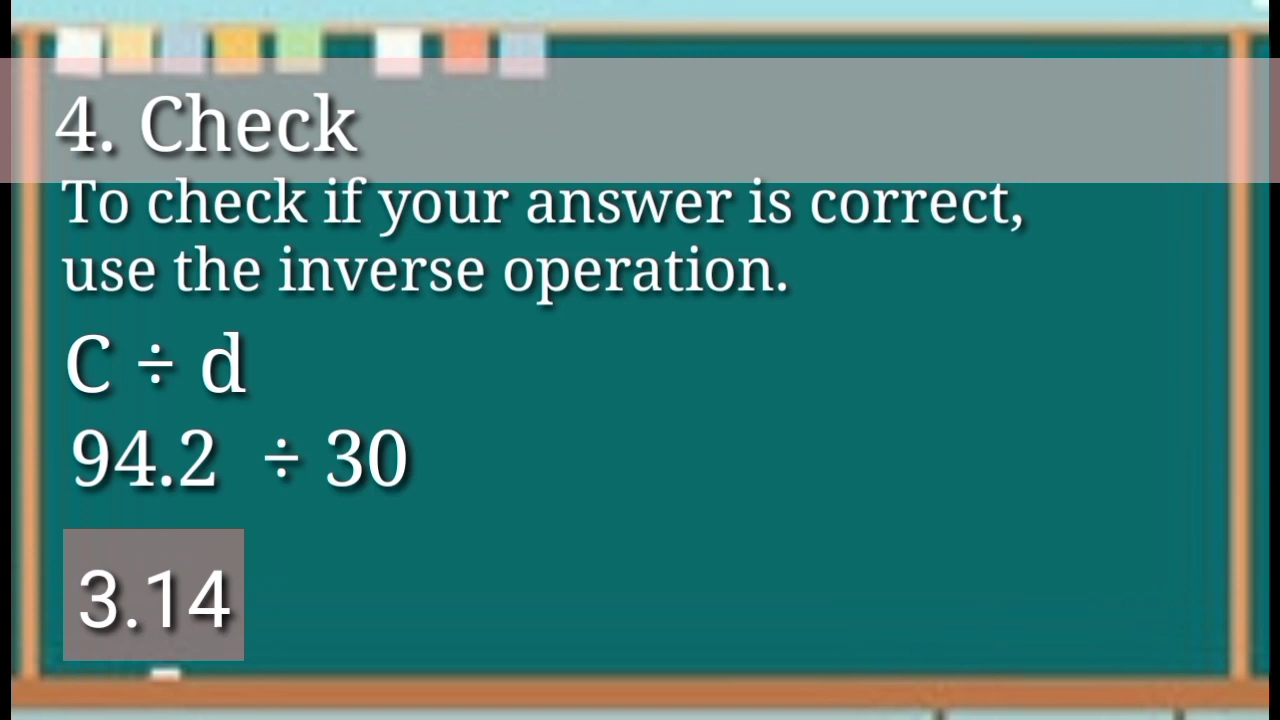 4. Check
To check if your answer is correct,
use the inverse operation.
C ÷ d
94.2 ÷ 30
3.14